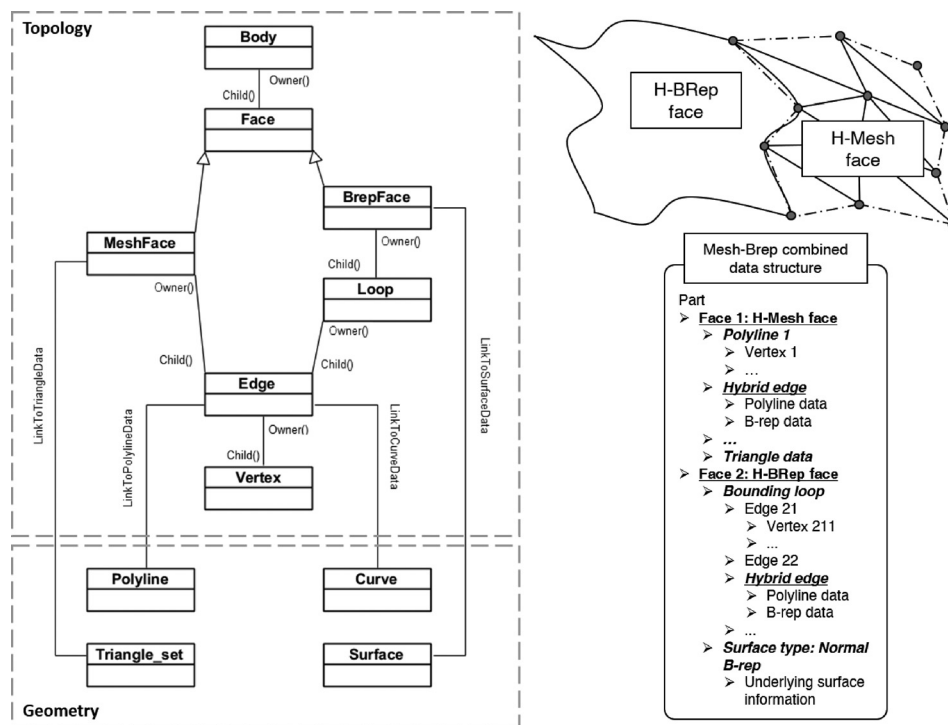 Topology
Body
Owner()
Child()
Face
BrepFace
MeshFace
Owner()
Owner()
Child()
Loop
Owner()
Child()
Child()
Edge
Owner()
Child()
Vertex
LinkToTriangleData
LinkToPolylineData
LinkToCurveData
LinkToSurfaceData
Polyline
Curve
Triangle_set
Surface
Geometry
H-BRep
face
H-Mesh
face
Mesh-Brep combined
data structure
Part
➢ Face 1: H-Mesh face
➢ Polyline 1
➢ Vertex 1
➢ ...
➢ Hybrid edge
➢ Polyline data
➢ B-rep data
➢ ...
➢ Triangle data
➢ Face 2: H-BRep face
➢ Bounding loop
➢ Edge 21
➢ Vertex 211
➢ ...
➢ Edge 22
➢ Hybrid edge
➢ Polyline data
➢ B-rep data
➢ ...
➢ Surface type: Normal
B-rep
➢ Underlying surface
information